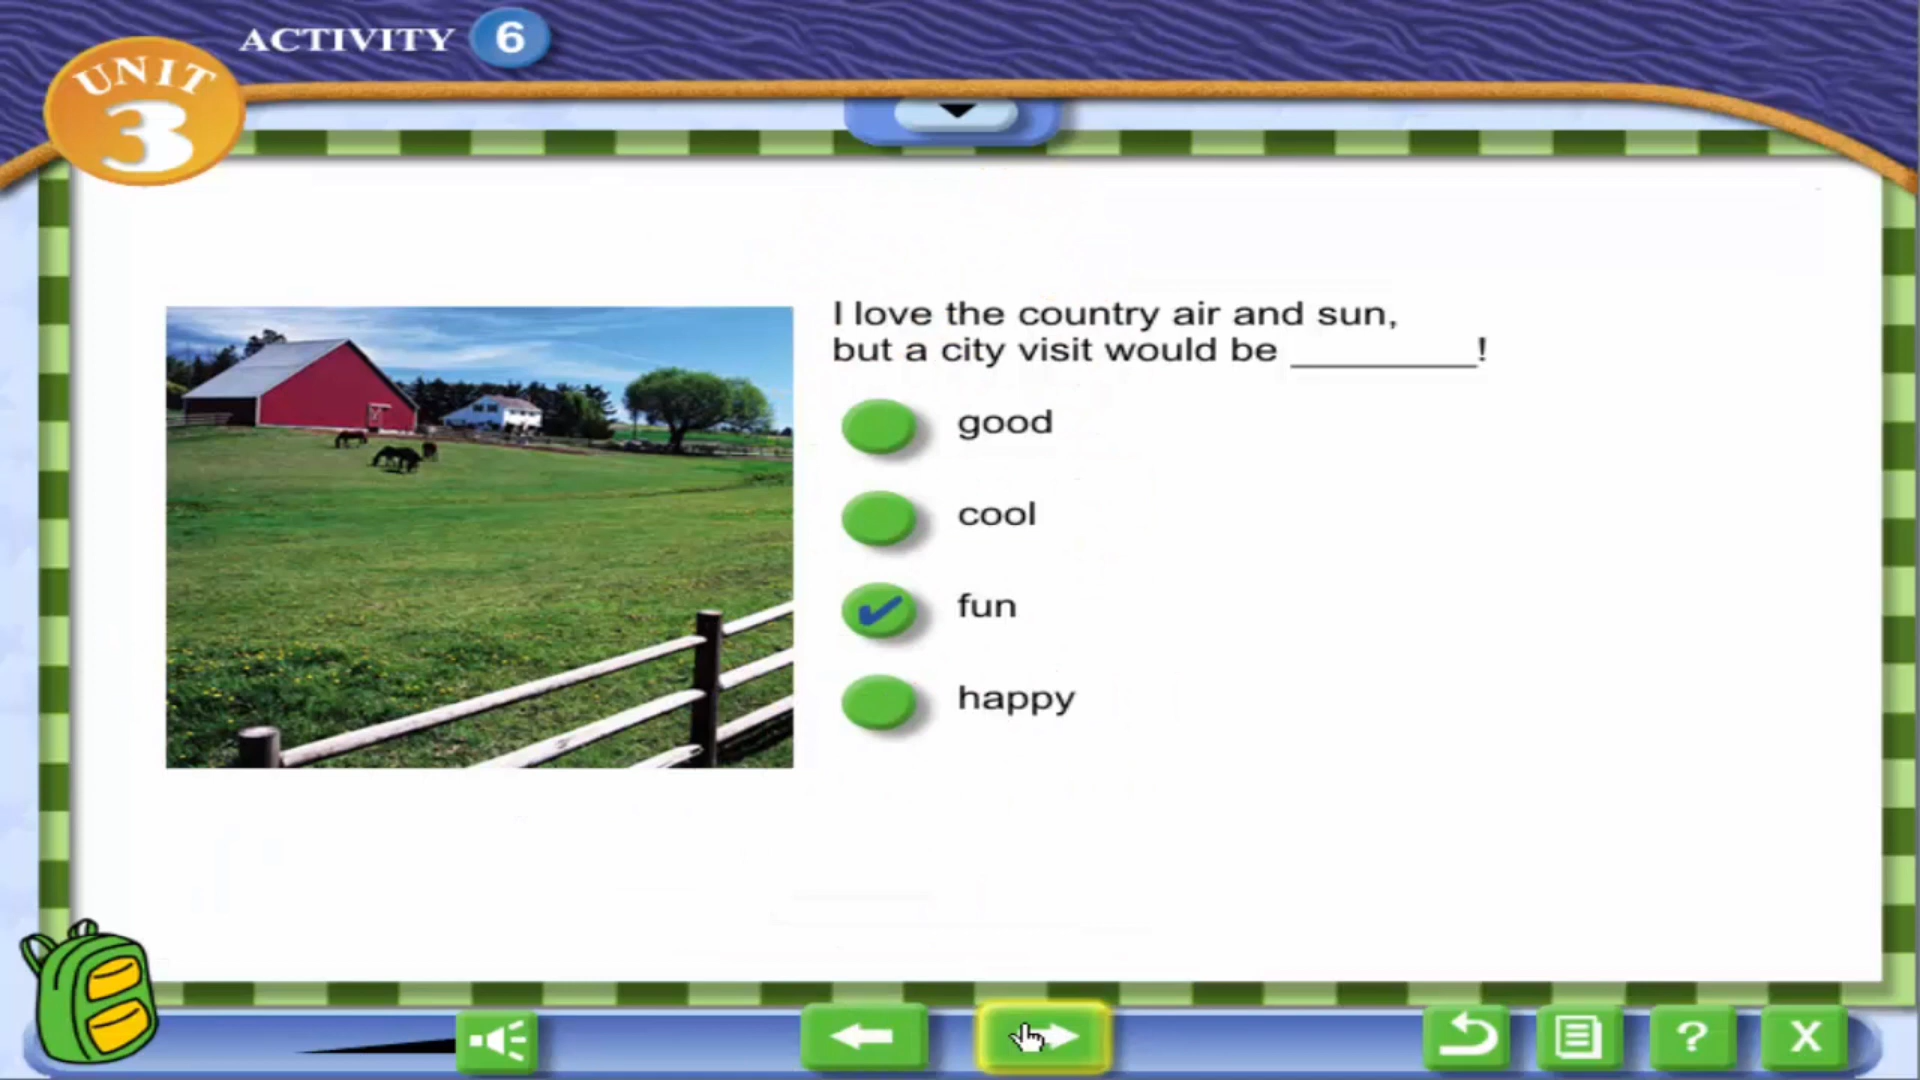 ACTIVITY 6
UNIT
3
I love the country air and sun,
but a city visit would be _________!
good
cool
fun
happy
? X